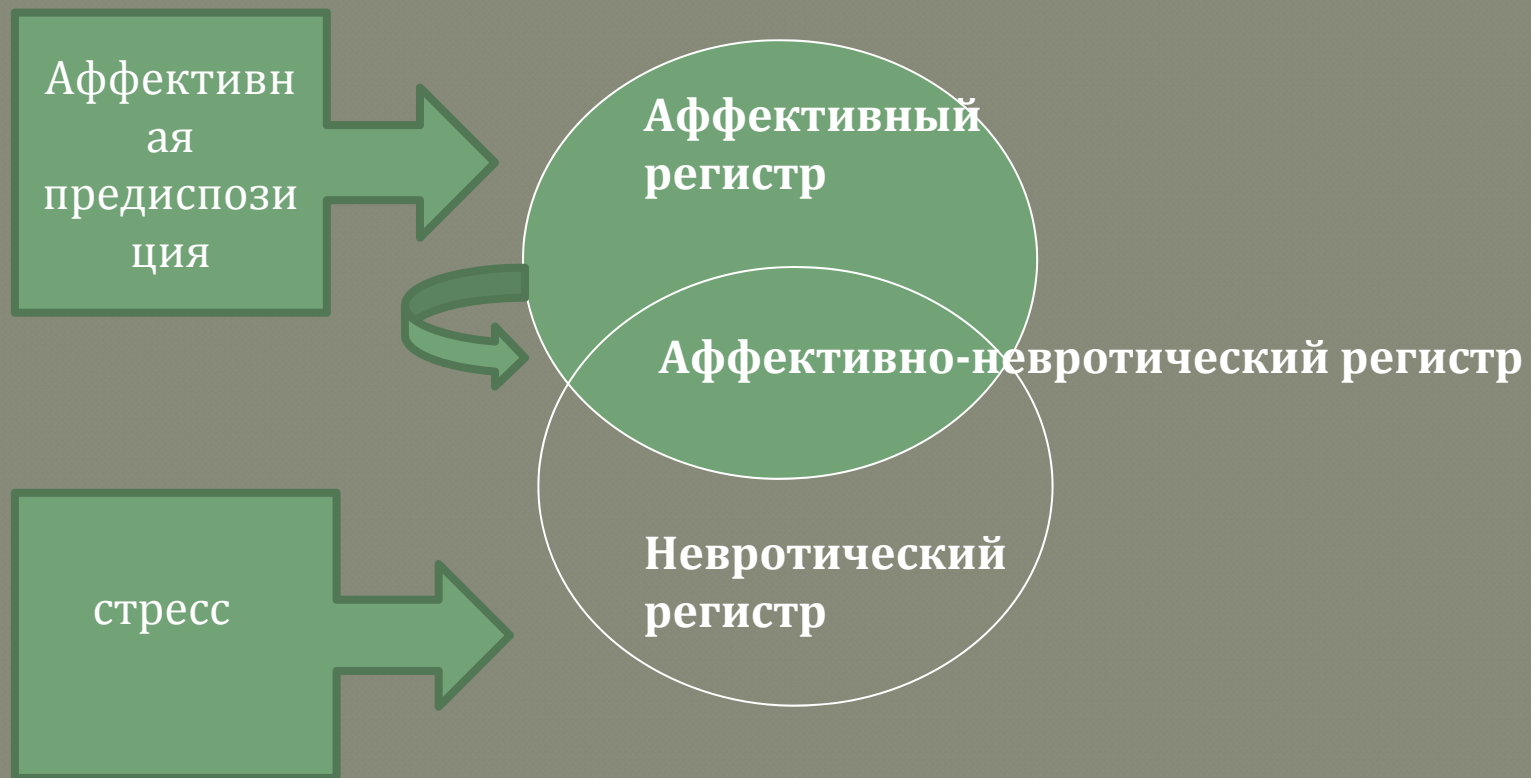 Аффективн
ая
предиспози
ция
Аффективный
регистр
Аффективно-невротический регистр
стресс
Невротический
регистр